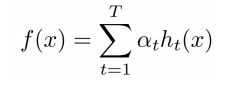 f(x) = \sum_{t=1}^{T} \alpha_t h_t(x)